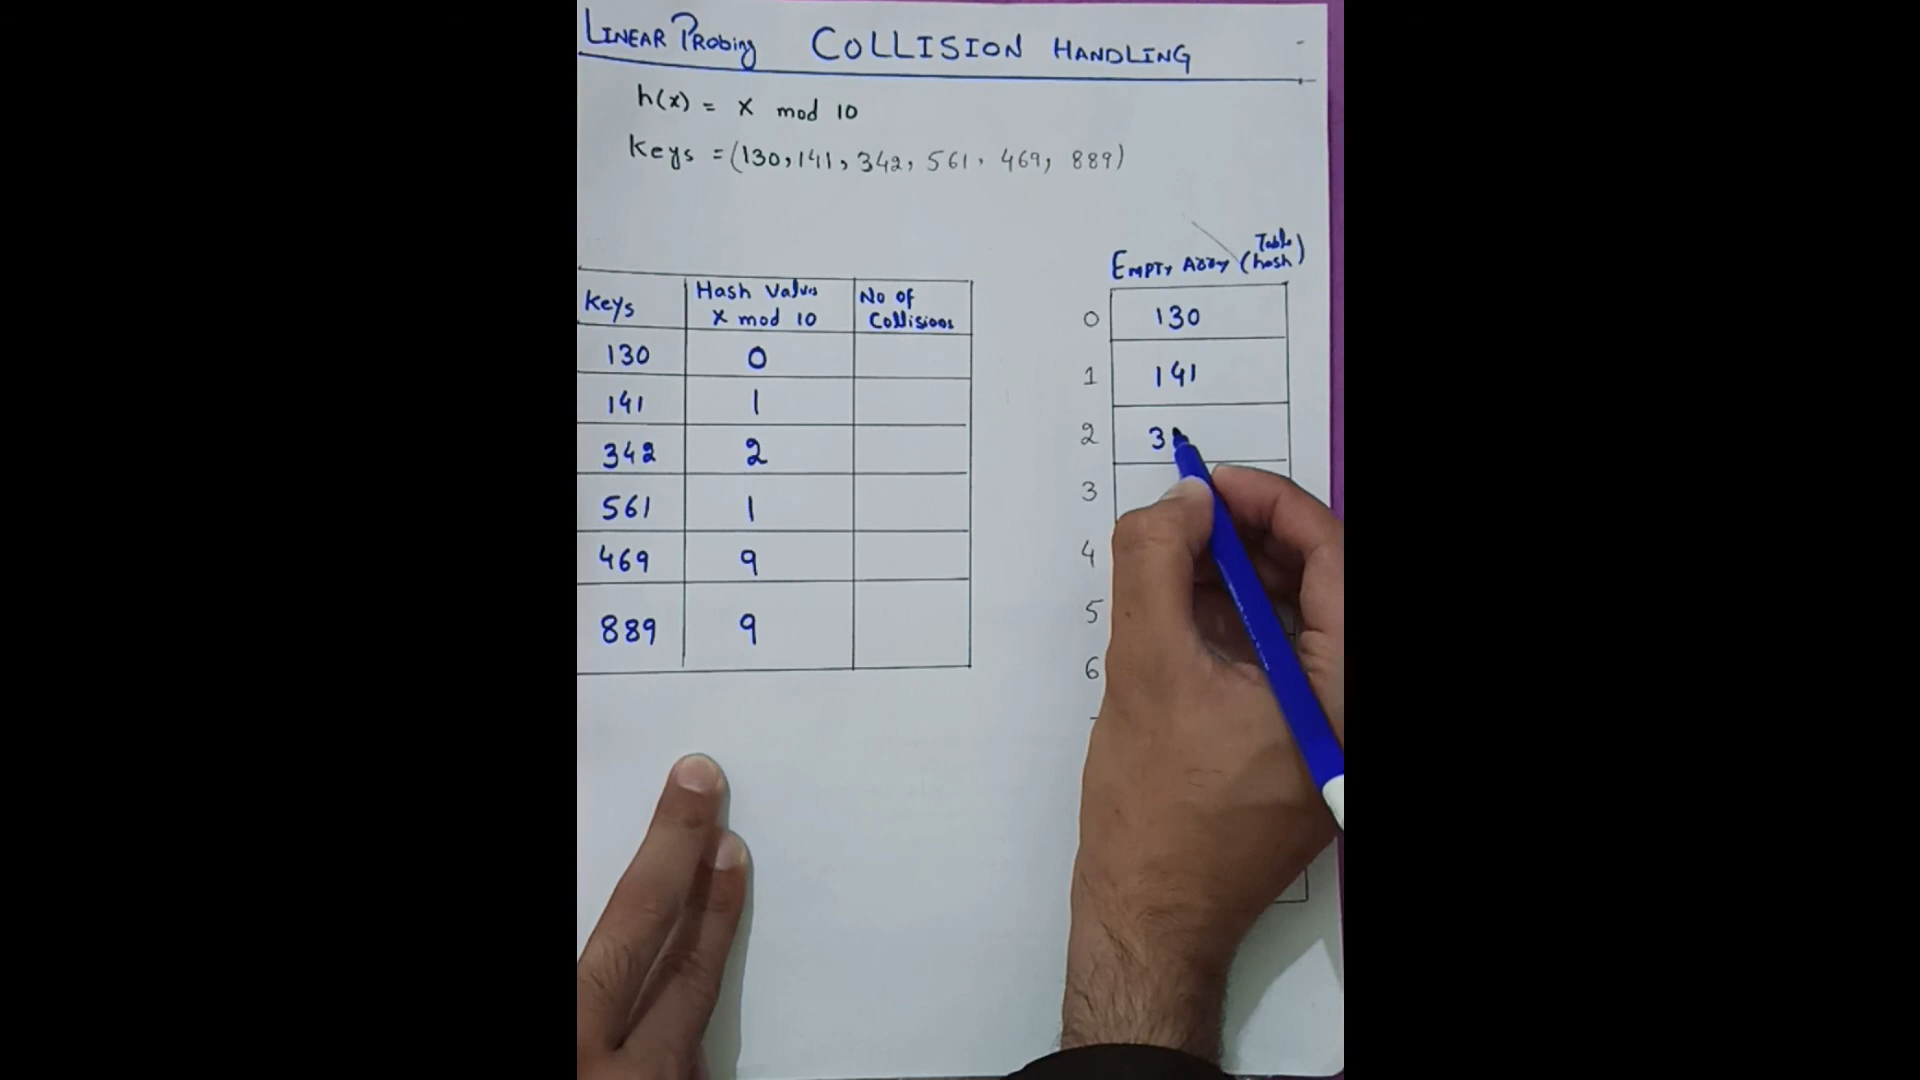 LINEAR PRobing COLLISION HANDLING
h(x) = x mod 10
keys = (130, 141, 342, 561, 469, 889)
EMPTY ARRY (Table hash)
keys Hash Values x mod 10 No of Collisions
130 0
141 1
342 2
561 1
469 9
889 9
0 130
1 141
2 3
3
4
5
6